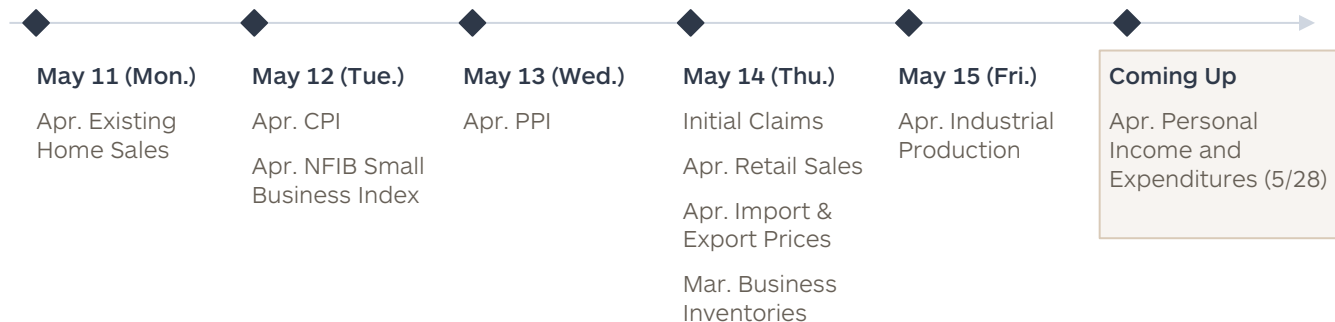 May 11 (Mon.)
Apr. Existing
Home Sales
May 12 (Tue.)
Apr. CPI
Apr. NFIB Small
Business Index
May 13 (Wed.)
Apr. PPI
May 14 (Thu.)
Initial Claims
Apr. Retail Sales
Apr. Import &
Export Prices
Mar. Business
Inventories
May 15 (Fri.)
Apr. Industrial
Production
Coming Up
Apr. Personal
Income and
Expenditures (5/28)